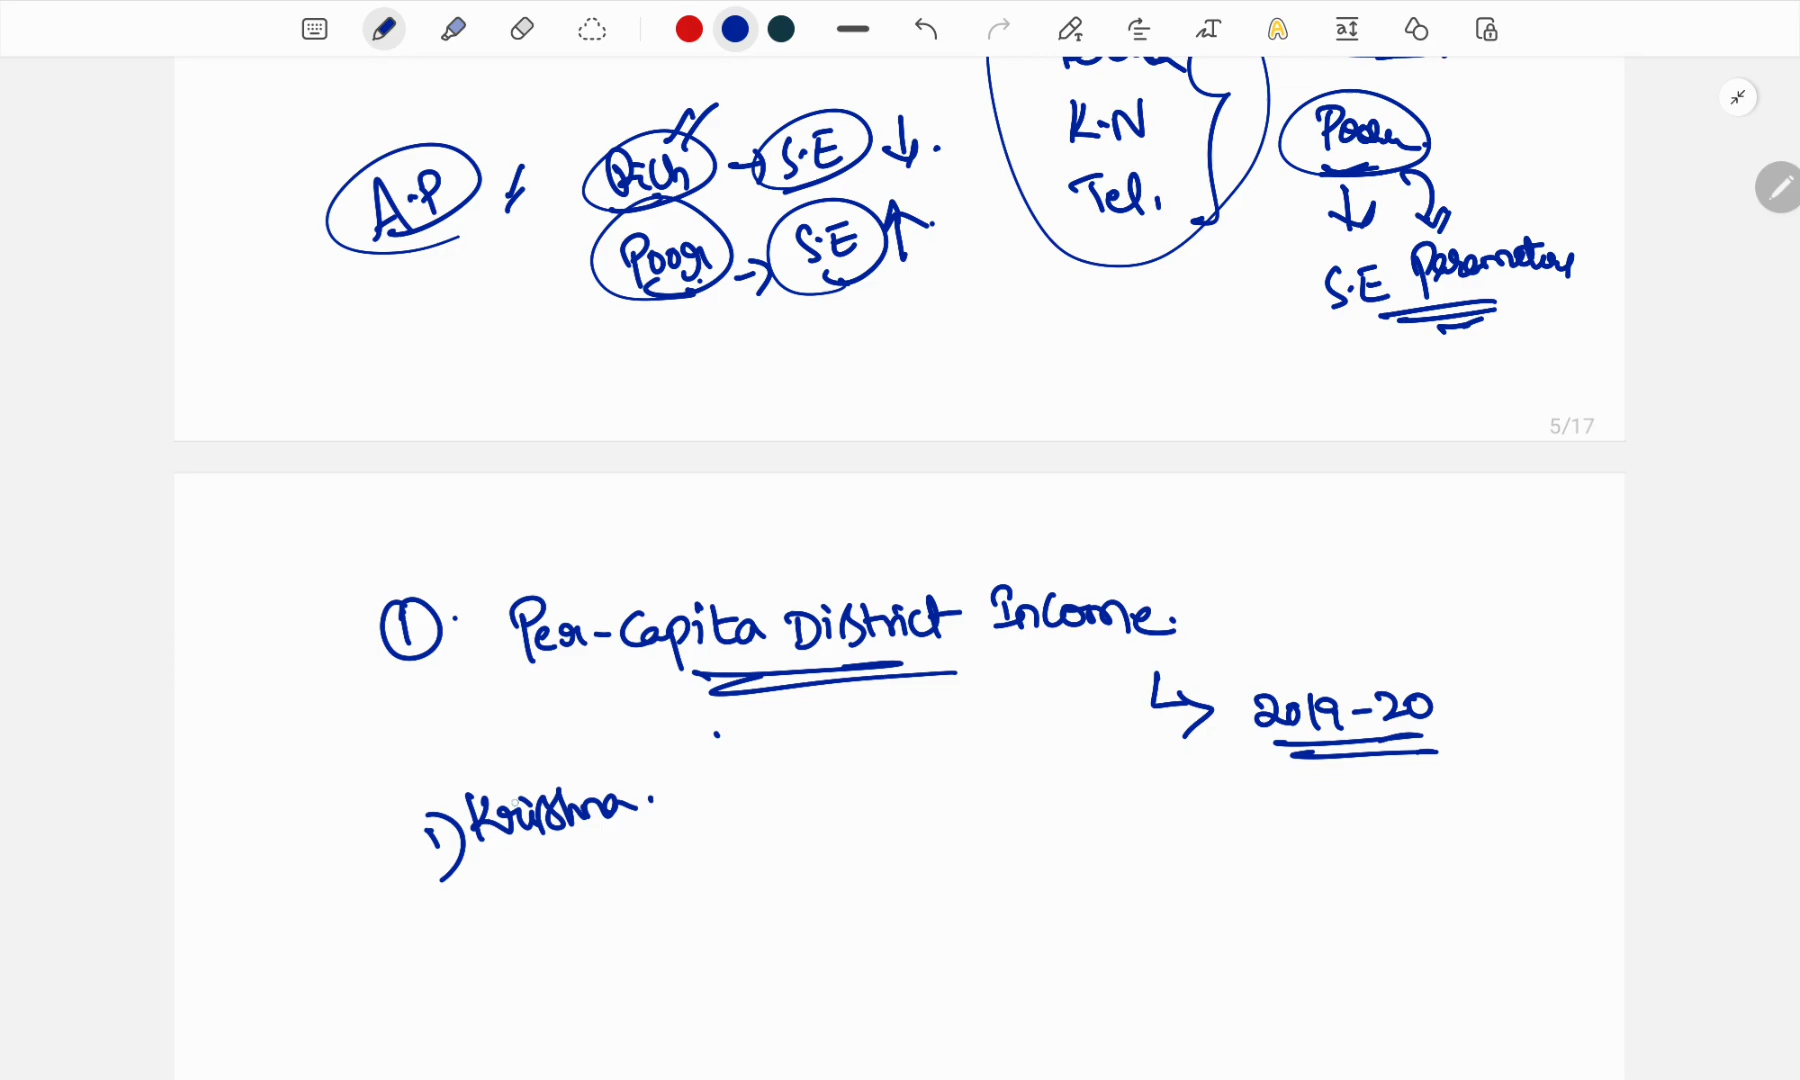 A.P
Rich → S.E ↓.
Poor → S.E ↑
K-N
Tel.
Poor
S.E Parameters
5/17
① Per-Capita District Income.
↳ 2019-20
1) Krishna.